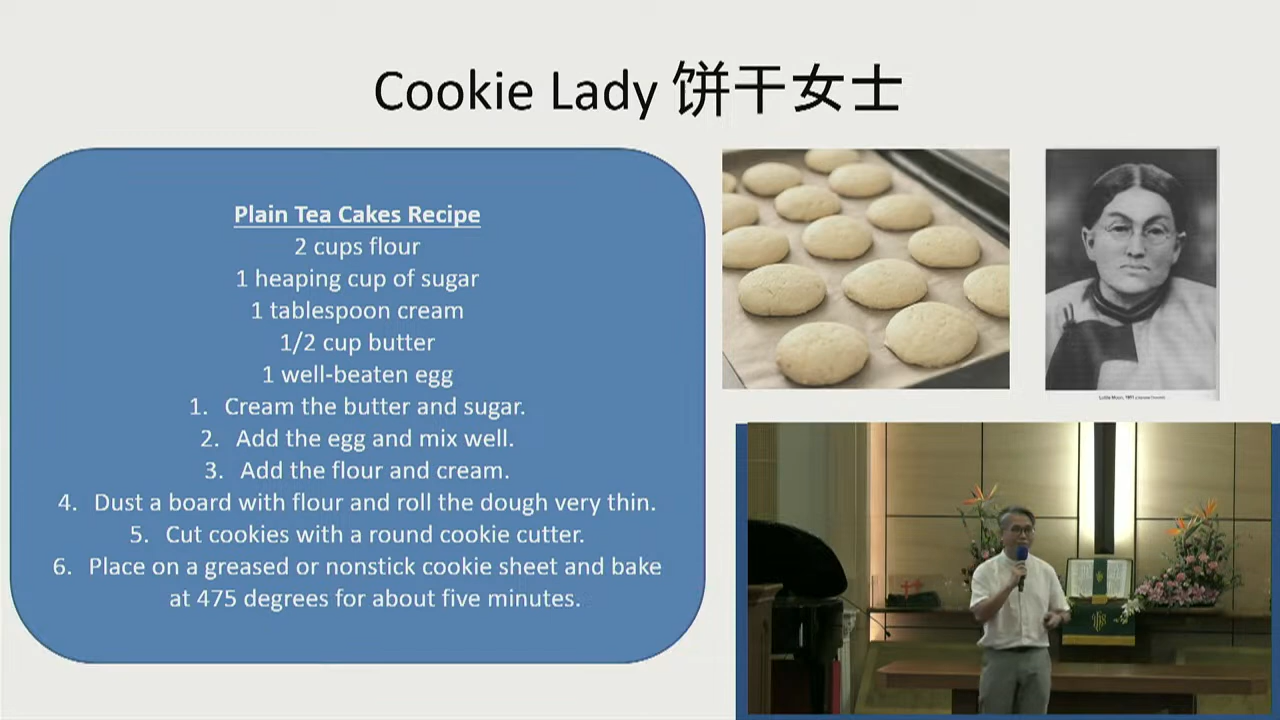 Cookie Lady 饼干女士
Plain Tea Cakes Recipe
2 cups flour
1 heaping cup of sugar
1 tablespoon cream
1/2 cup butter
1 well-beaten egg
1. Cream the butter and sugar.
2. Add the egg and mix well.
3. Add the flour and cream.
4. Dust a board with flour and roll the dough very thin.
5. Cut cookies with a round cookie cutter.
6. Place on a greased or nonstick cookie sheet and bake
at 475 degrees for about five minutes.
Lottie Moon, 1901